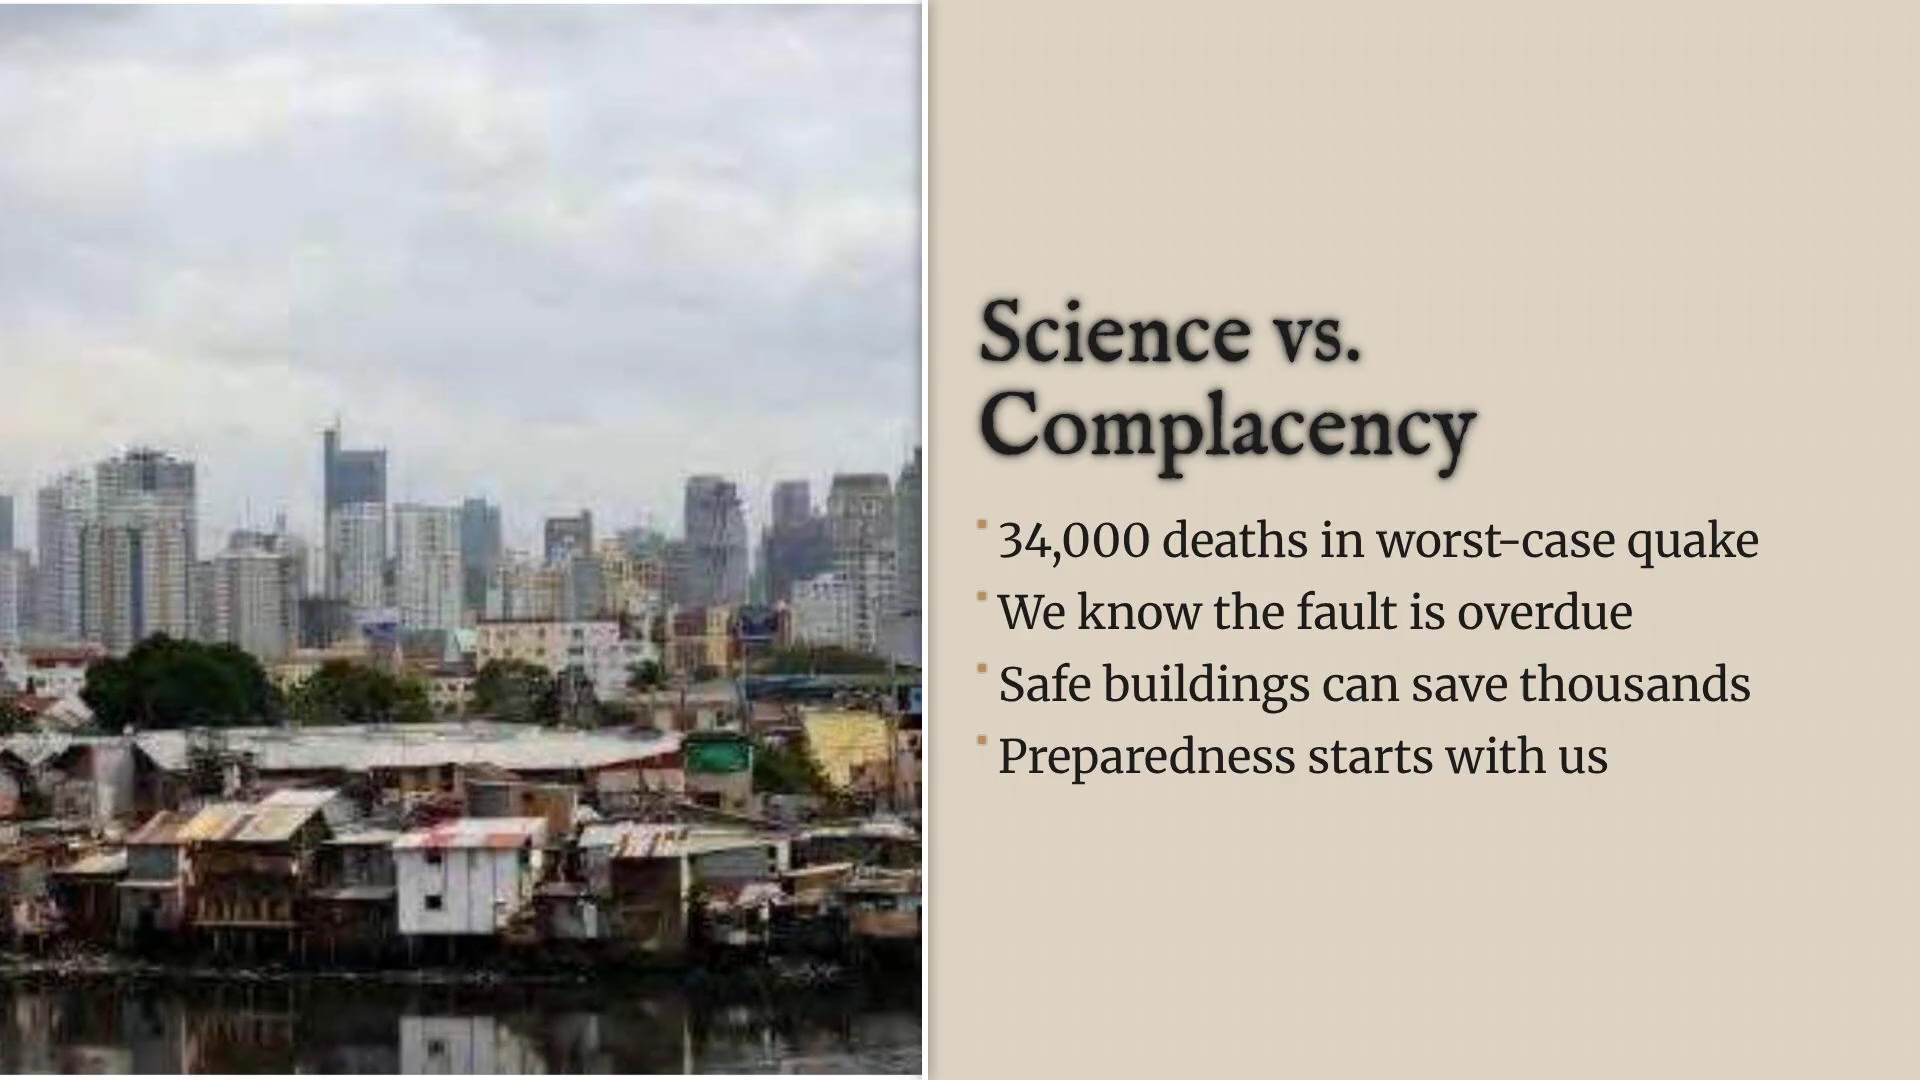 Science vs.
Complacency
34,000 deaths in worst-case quake
We know the fault is overdue
Safe buildings can save thousands
Preparedness starts with us